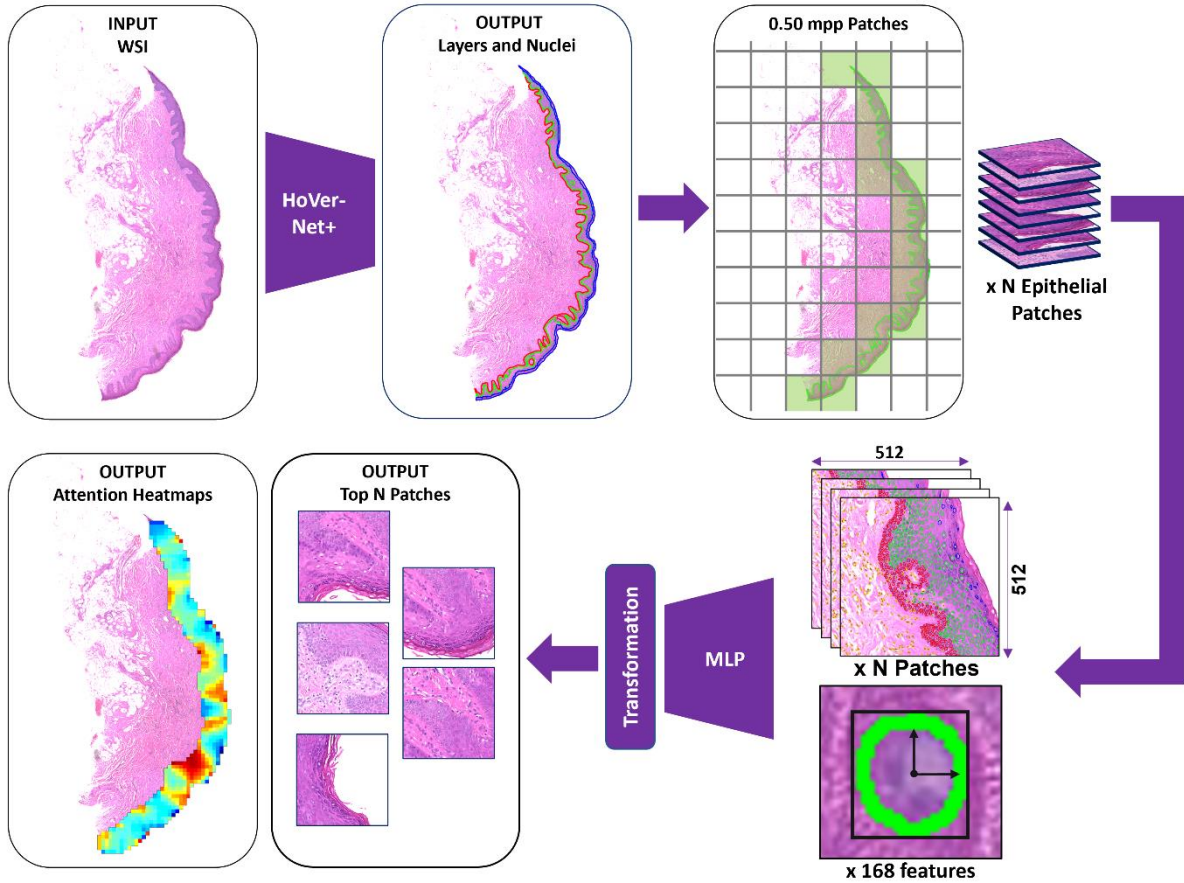 INPUT
WSI
HoVer-
Net+
OUTPUT
Layers and Nuclei
0.50 mpp Patches
x N Epithelial
Patches
OUTPUT
Attention Heatmaps
OUTPUT
Top N Patches
Transformation
MLP
512
512
x N Patches
x 168 features